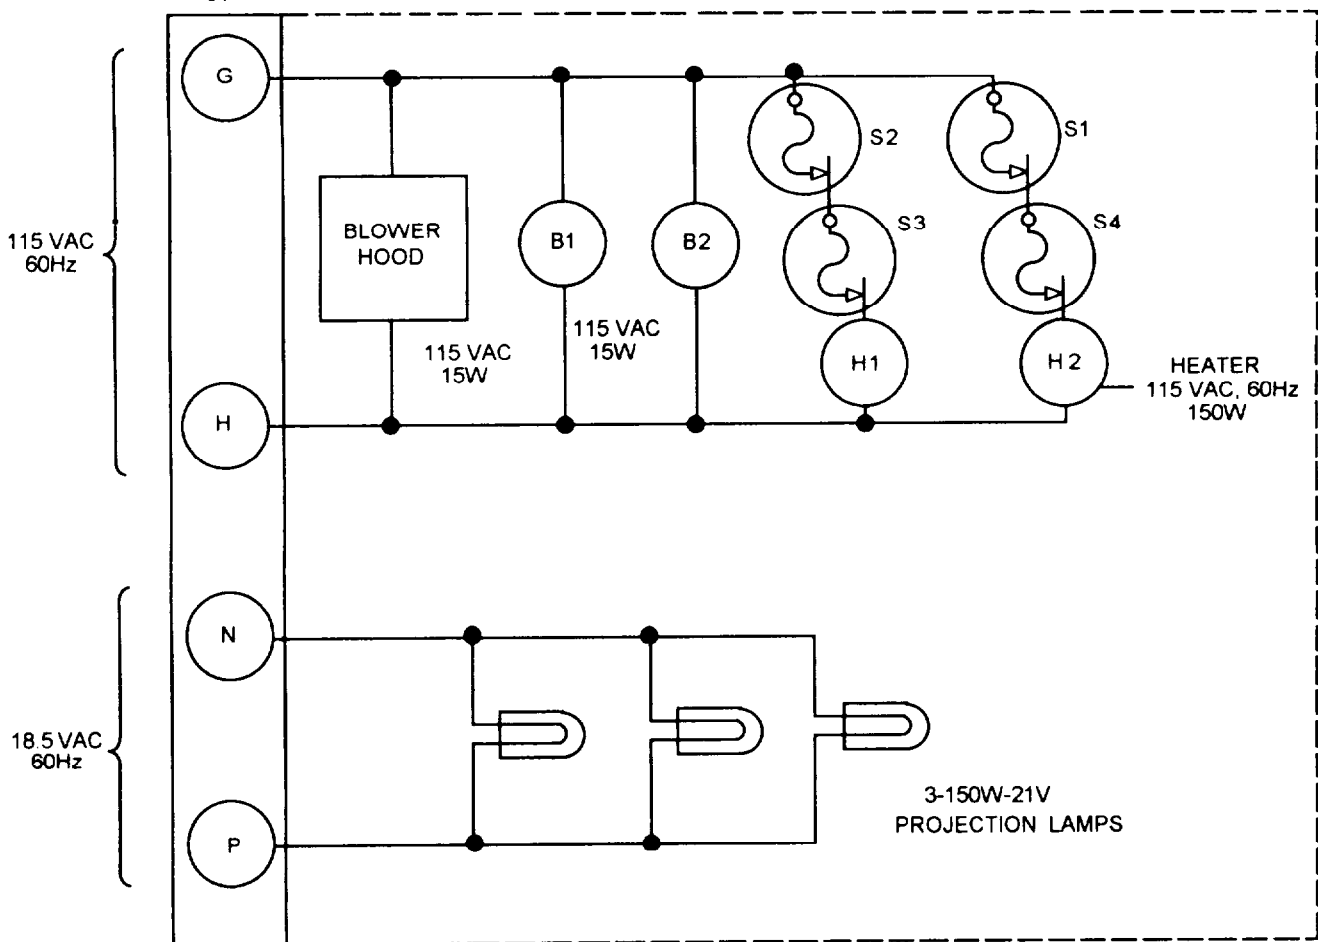 G
S2
S1
115 VAC
60Hz
BLOWER
HOOD
B1
B2
S3
S4
115 VAC
15W
115 VAC
15W
H1
H2
HEATER
115 VAC, 60Hz
150W
H
N
18.5 VAC
60Hz
3-150W-21V
PROJECTION LAMPS
P